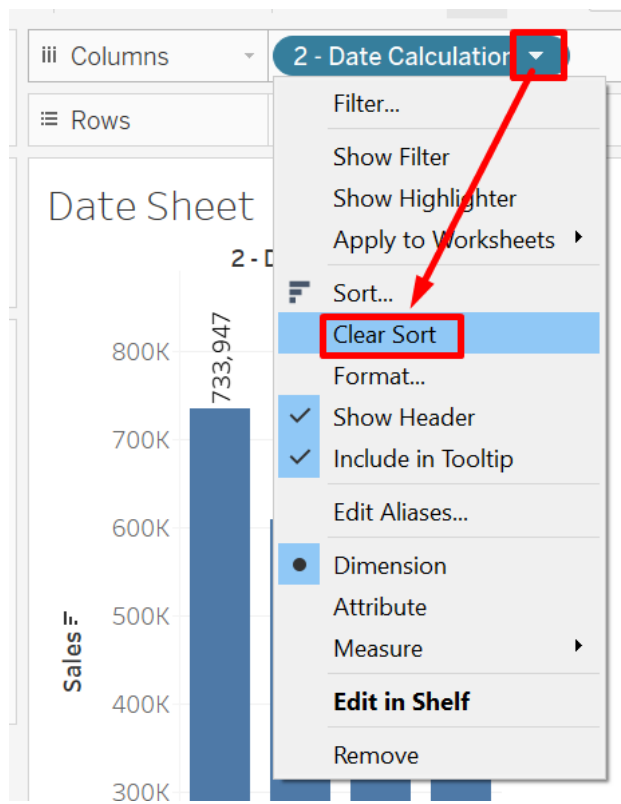 Columns
2 - Date Calculation
Rows
Filter...
Show Filter
Show Highlighter
Apply to Worksheets
Sort...
Clear Sort
Format...
Show Header
Include in Tooltip
Edit Aliases...
Dimension
Attribute
Measure
Edit in Shelf
Remove
Date Sheet
2 - D
733,947
800K
700K
600K
500K
400K
300K
Sales